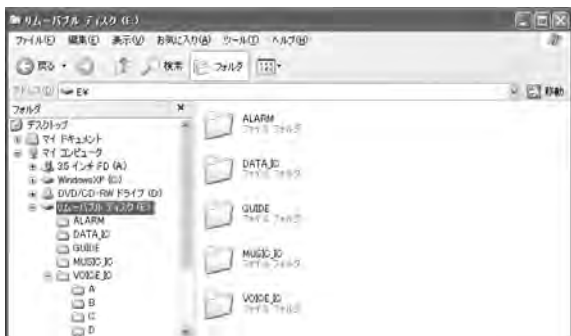 リムーバブル ディスク (E:)
ファイル(F) 編集(E) 表示(V) お気に入り(A) ツール(T) ヘルプ(H)
戻る 検索 フォルダ
アドレス(D) E:¥ 移動
フォルダ ×
デスクトップ
マイ ドキュメント
マイ コンピュータ
3.5 インチ FD (A:)
WindowsXP (C:)
DVD/CD-RW ドライブ (D:)
リムーバブル ディスク (E:)
ALARM
DATA_IC
GUIDE
MUSIC_IC
VOICE_IC
A
B
C
D
ALARM
ファイル フォルダ
DATA_IC
ファイル フォルダ
GUIDE
ファイル フォルダ
MUSIC_IC
ファイル フォルダ
VOICE_IC
ファイル フォルダ